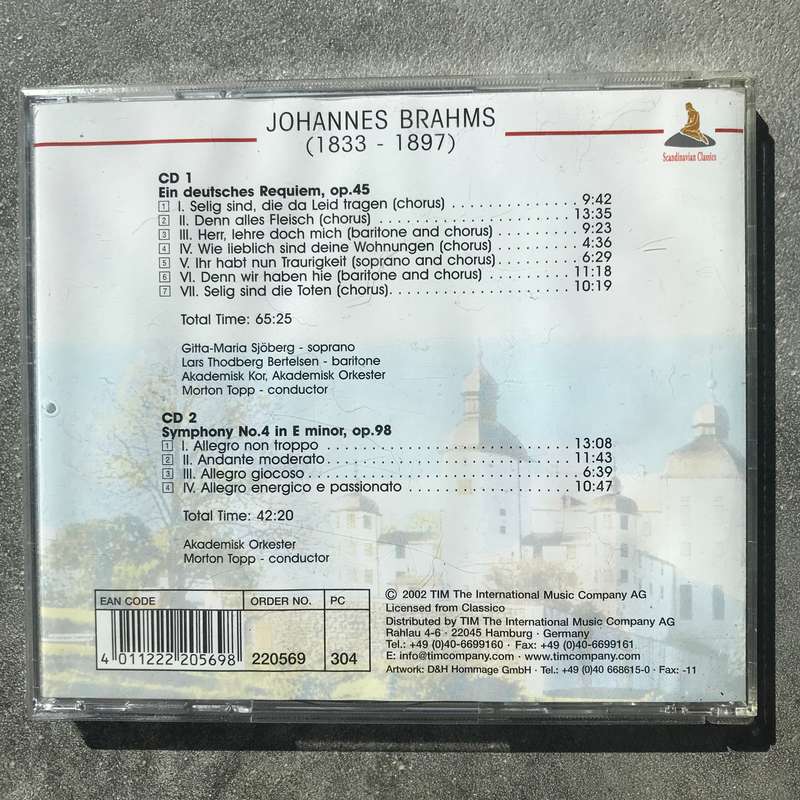 JOHANNES BRAHMS
(1833 - 1897)
Scandinavian Classics
CD 1
Ein deutsches Requiem, op.45
1 I. Selig sind, die da Leid tragen (chorus) . . . . . . . . . . . . . . . . 9:42
2 II. Denn alles Fleisch (chorus) . . . . . . . . . . . . . . . . . . . . . . . . . 13:35
3 III. Herr, lehre doch mich (baritone and chorus) . . . . . . . . . . . 9:23
4 IV. Wie lieblich sind deine Wohnungen (chorus) . . . . . . . . . . . 4:36
5 V. Ihr habt nun Traurigkeit (soprano and chorus) . . . . . . . . . . 6:29
6 VI. Denn wir haben hie (baritone and chorus) . . . . . . . . . . . . 11:18
7 VII. Selig sind die Toten (chorus). . . . . . . . . . . . . . . . . . . . . . . 10:19
Total Time: 65:25
Gitta-Maria Sjöberg - soprano
Lars Thodberg Bertelsen - baritone
Akademisk Kor, Akademisk Orkester
Morton Topp - conductor
CD 2
Symphony No.4 in E minor, op.98
1 I. Allegro non troppo . . . . . . . . . . . . . . . . . . . . . . . . . . . . . . . 13:08
2 II. Andante moderato. . . . . . . . . . . . . . . . . . . . . . . . . . . . . . . 11:43
3 III. Allegro giocoso . . . . . . . . . . . . . . . . . . . . . . . . . . . . . . . . . 6:39
4 IV. Allegro energico e passionato . . . . . . . . . . . . . . . . . . . . . 10:47
Total Time: 42:20
Akademisk Orkester
Morton Topp - conductor
EAN CODE
4 011222 205698
ORDER NO.
220569
PC
304
© 2002 TIM The International Music Company AG
Licensed from Classico
Distributed by TIM The International Music Company AG
Rahlau 4-6 · 22045 Hamburg · Germany
Tel.: +49 (0)40-6699160 · Fax: +49 (0)40-6699161
E: info@timcompany.com · www.timcompany.com
Artwork: D&H Hommage GmbH · Tel.: +49 (0)40 668615-0 · Fax: -11